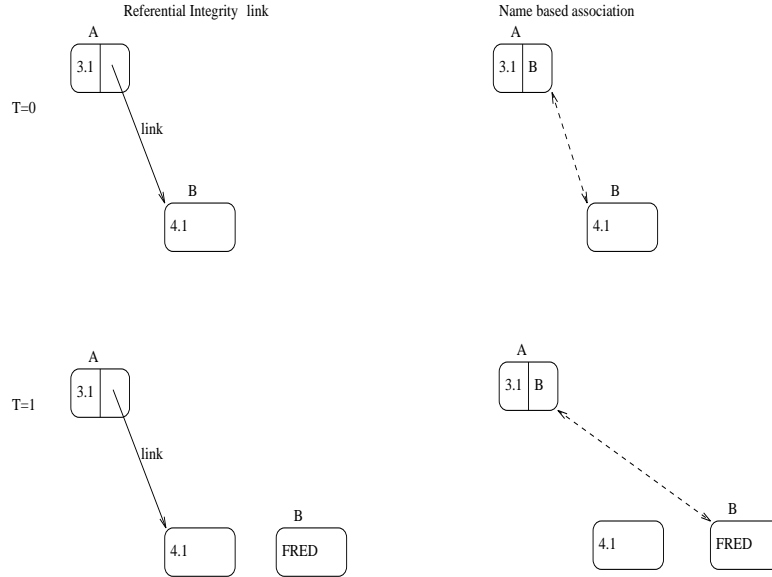 Referential Integrity link
Name based association
A
A
3.1
3.1 B
T=0
link
B
B
4.1
4.1
A
A
3.1
3.1 B
T=1
link
B
B
4.1
FRED
4.1
FRED